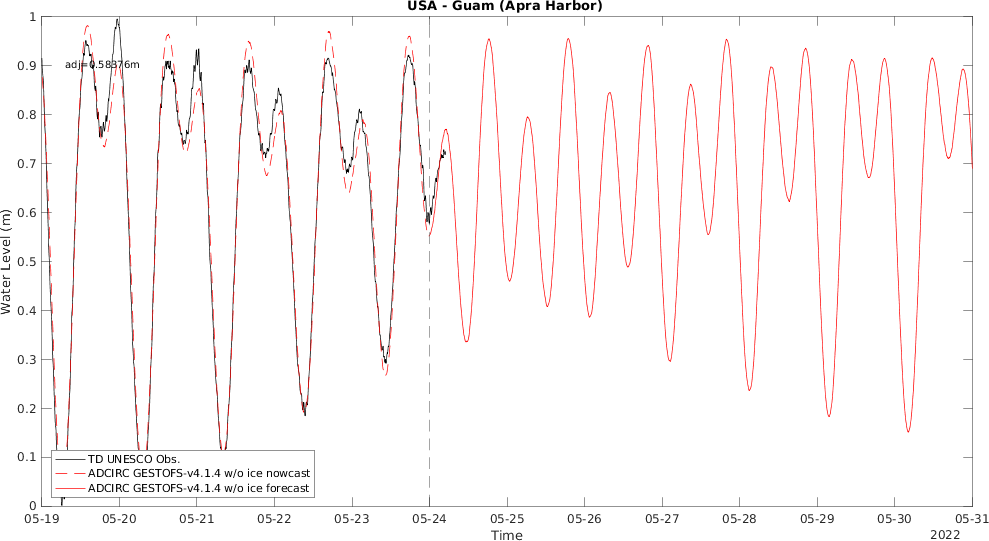 USA - Guam (Apra Harbor)
1
0.9
0.8
0.7
0.6
0.5
0.4
0.3
0.2
0.1
0
Water Level (m)
adj=0.58376m
TD UNESCO Obs.
ADCIRC GESTOFS-v4.1.4 w/o ice nowcast
ADCIRC GESTOFS-v4.1.4 w/o ice forecast
05-19 05-20 05-21 05-22 05-23 05-24 05-25 05-26 05-27 05-28 05-29 05-30 05-31
Time
2022